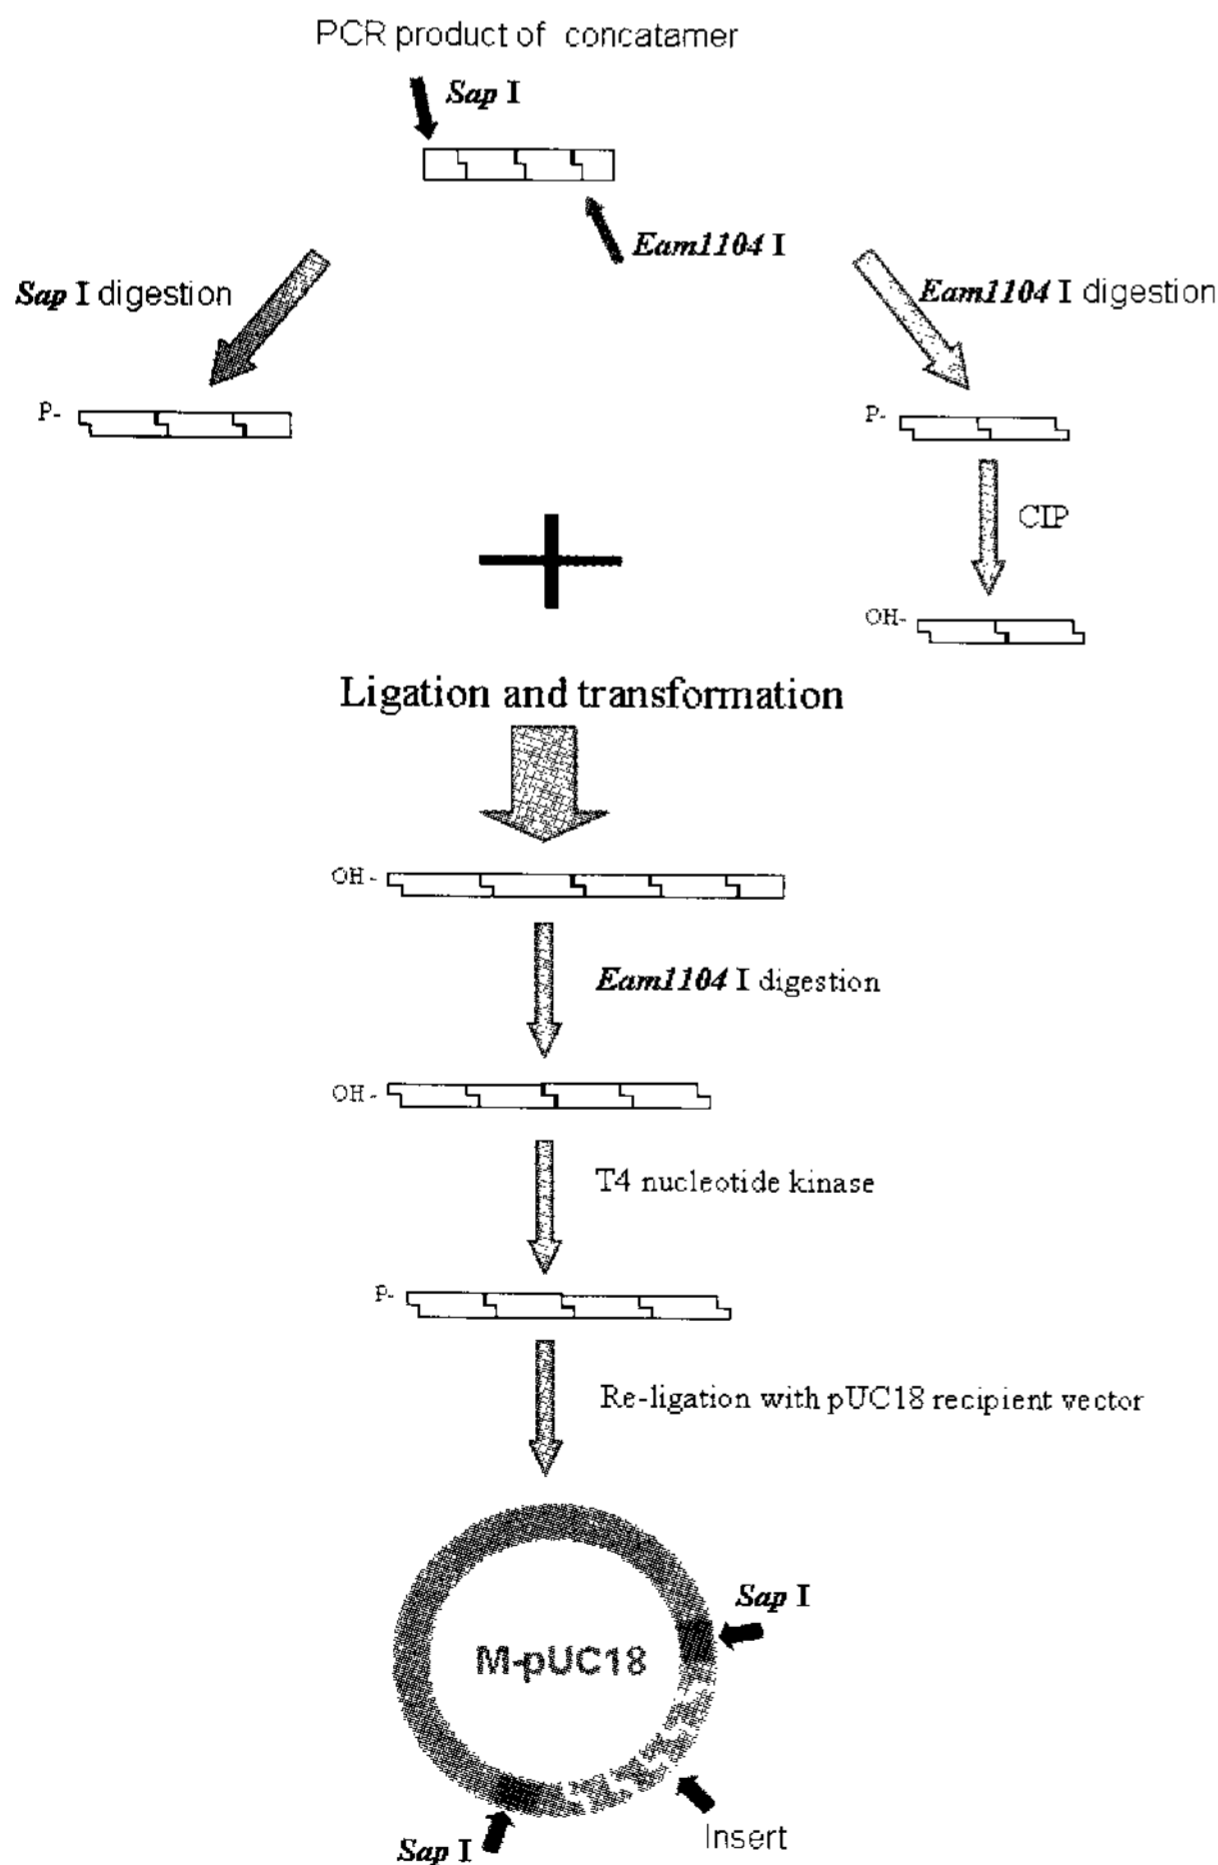 PCR product of concatamer
Sap I
Eam1104 I
Sap I digestion
Eam1104 I digestion
P-
P-
CIP
OH-
Ligation and transformation
OH -
Eam1104 I digestion
OH -
T4 nucleotide kinase
P-
Re-ligation with pUC18 recipient vector
Sap I
M-pUC18
Insert
Sap I